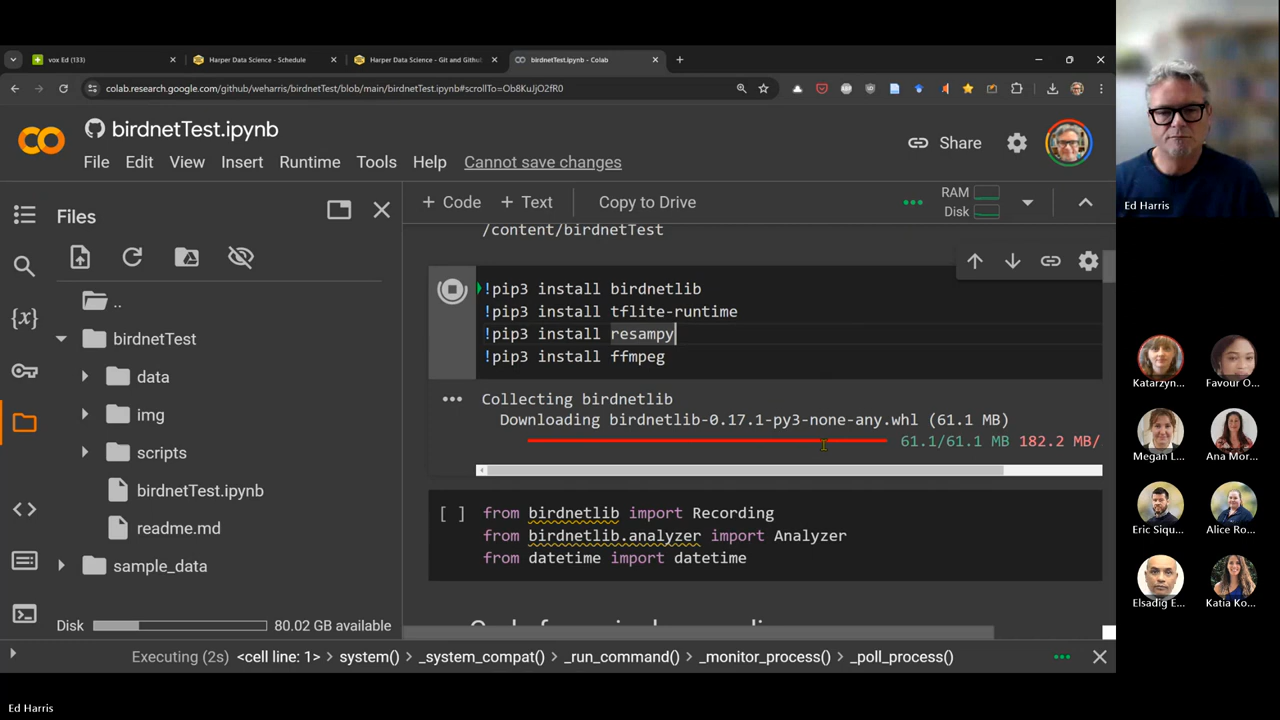 vox Ed (133)
Harper Data Science - Schedule
Harper Data Science - Git and Github
birdnetTest.ipynb - Colab
colab.research.google.com/github/weharris/birdnetTest/blob/main/birdnetTest.ipynb#scrollTo=Ob8KuJjO2fR0
birdnetTest.ipynb
Share
File Edit View Insert Runtime Tools Help Cannot save changes
Ed Harris
Files
+ Code + Text Copy to Drive
RAM
Disk
/content/birdnetTest
..
birdnetTest
data
img
scripts
birdnetTest.ipynb
readme.md
sample_data
Disk 80.02 GB available
!pip3 install birdnetlib
!pip3 install tflite-runtime
!pip3 install resampy
!pip3 install ffmpeg
Collecting birdnetlib
Downloading birdnetlib-0.17.1-py3-none-any.whl (61.1 MB)
61.1/61.1 MB 182.2 MB/
[ ] from birdnetlib import Recording
from birdnetlib.analyzer import Analyzer
from datetime import datetime
Executing (2s) <cell line: 1> system() _system_compat() _run_command() _monitor_process() _poll_process()
Katarzyn...
Favour O...
Megan L...
Ana Mor...
Eric Siqu...
Alice Ro...
Elsadig E...
Katia Ko...
Ed Harris